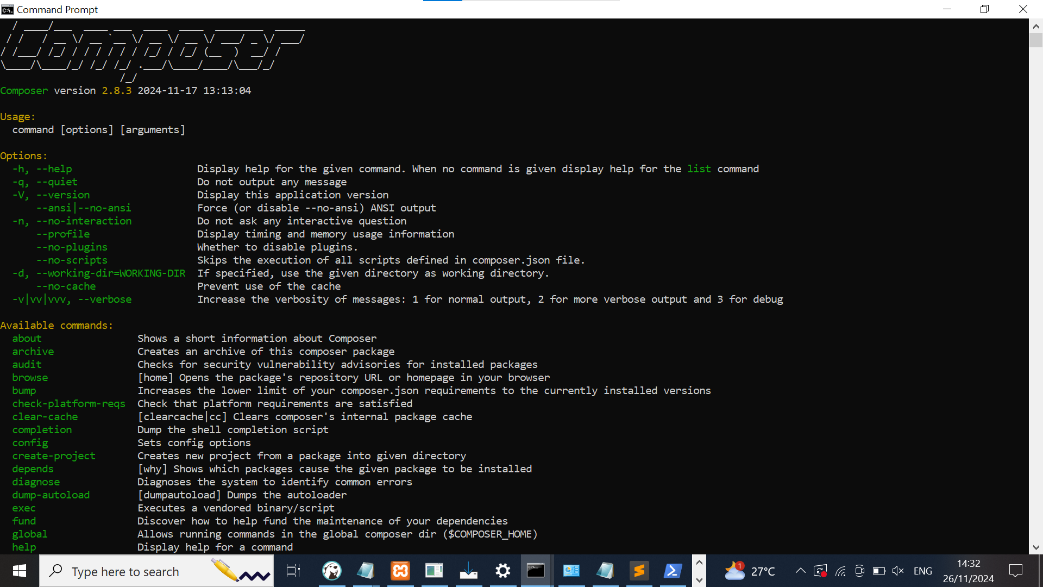 Command Prompt
Composer
Composer version 2.8.3 2024-11-17 13:13:04
Usage:
command [options] [arguments]
Options:
-h, --help Display help for the given command. When no command is given display help for the list command
-q, --quiet Do not output any message
-V, --version Display this application version
--ansi|--no-ansi Force (or disable --no-ansi) ANSI output
-n, --no-interaction Do not ask any interactive question
--profile Display timing and memory usage information
--no-plugins Whether to disable plugins.
--no-scripts Skips the execution of all scripts defined in composer.json file.
-d, --working-dir=WORKING-DIR If specified, use the given directory as working directory.
--no-cache Prevent use of the cache
-v|vv|vvv, --verbose Increase the verbosity of messages: 1 for normal output, 2 for more verbose output and 3 for debug
Available commands:
about Shows a short information about Composer
archive Creates an archive of this composer package
audit Checks for security vulnerability advisories for installed packages
browse [home] Opens the package's repository URL or homepage in your browser
bump Increases the lower limit of your composer.json requirements to the currently installed versions
check-platform-reqs Check that platform requirements are satisfied
clear-cache [clearcache|cc] Clears composer's internal package cache
completion Dump the shell completion script
config Sets config options
create-project Creates new project from a package into given directory
depends [why] Shows which packages cause the given package to be installed
diagnose Diagnoses the system to identify common errors
dump-autoload [dumpautoload] Dumps the autoloader
exec Executes a vendored binary/script
fund Discover how to help fund the maintenance of your dependencies
global Allows running commands in the global composer dir ($COMPOSER_HOME)
help Display help for a command
Type here to search
27°C
ENG
14:32
26/11/2024